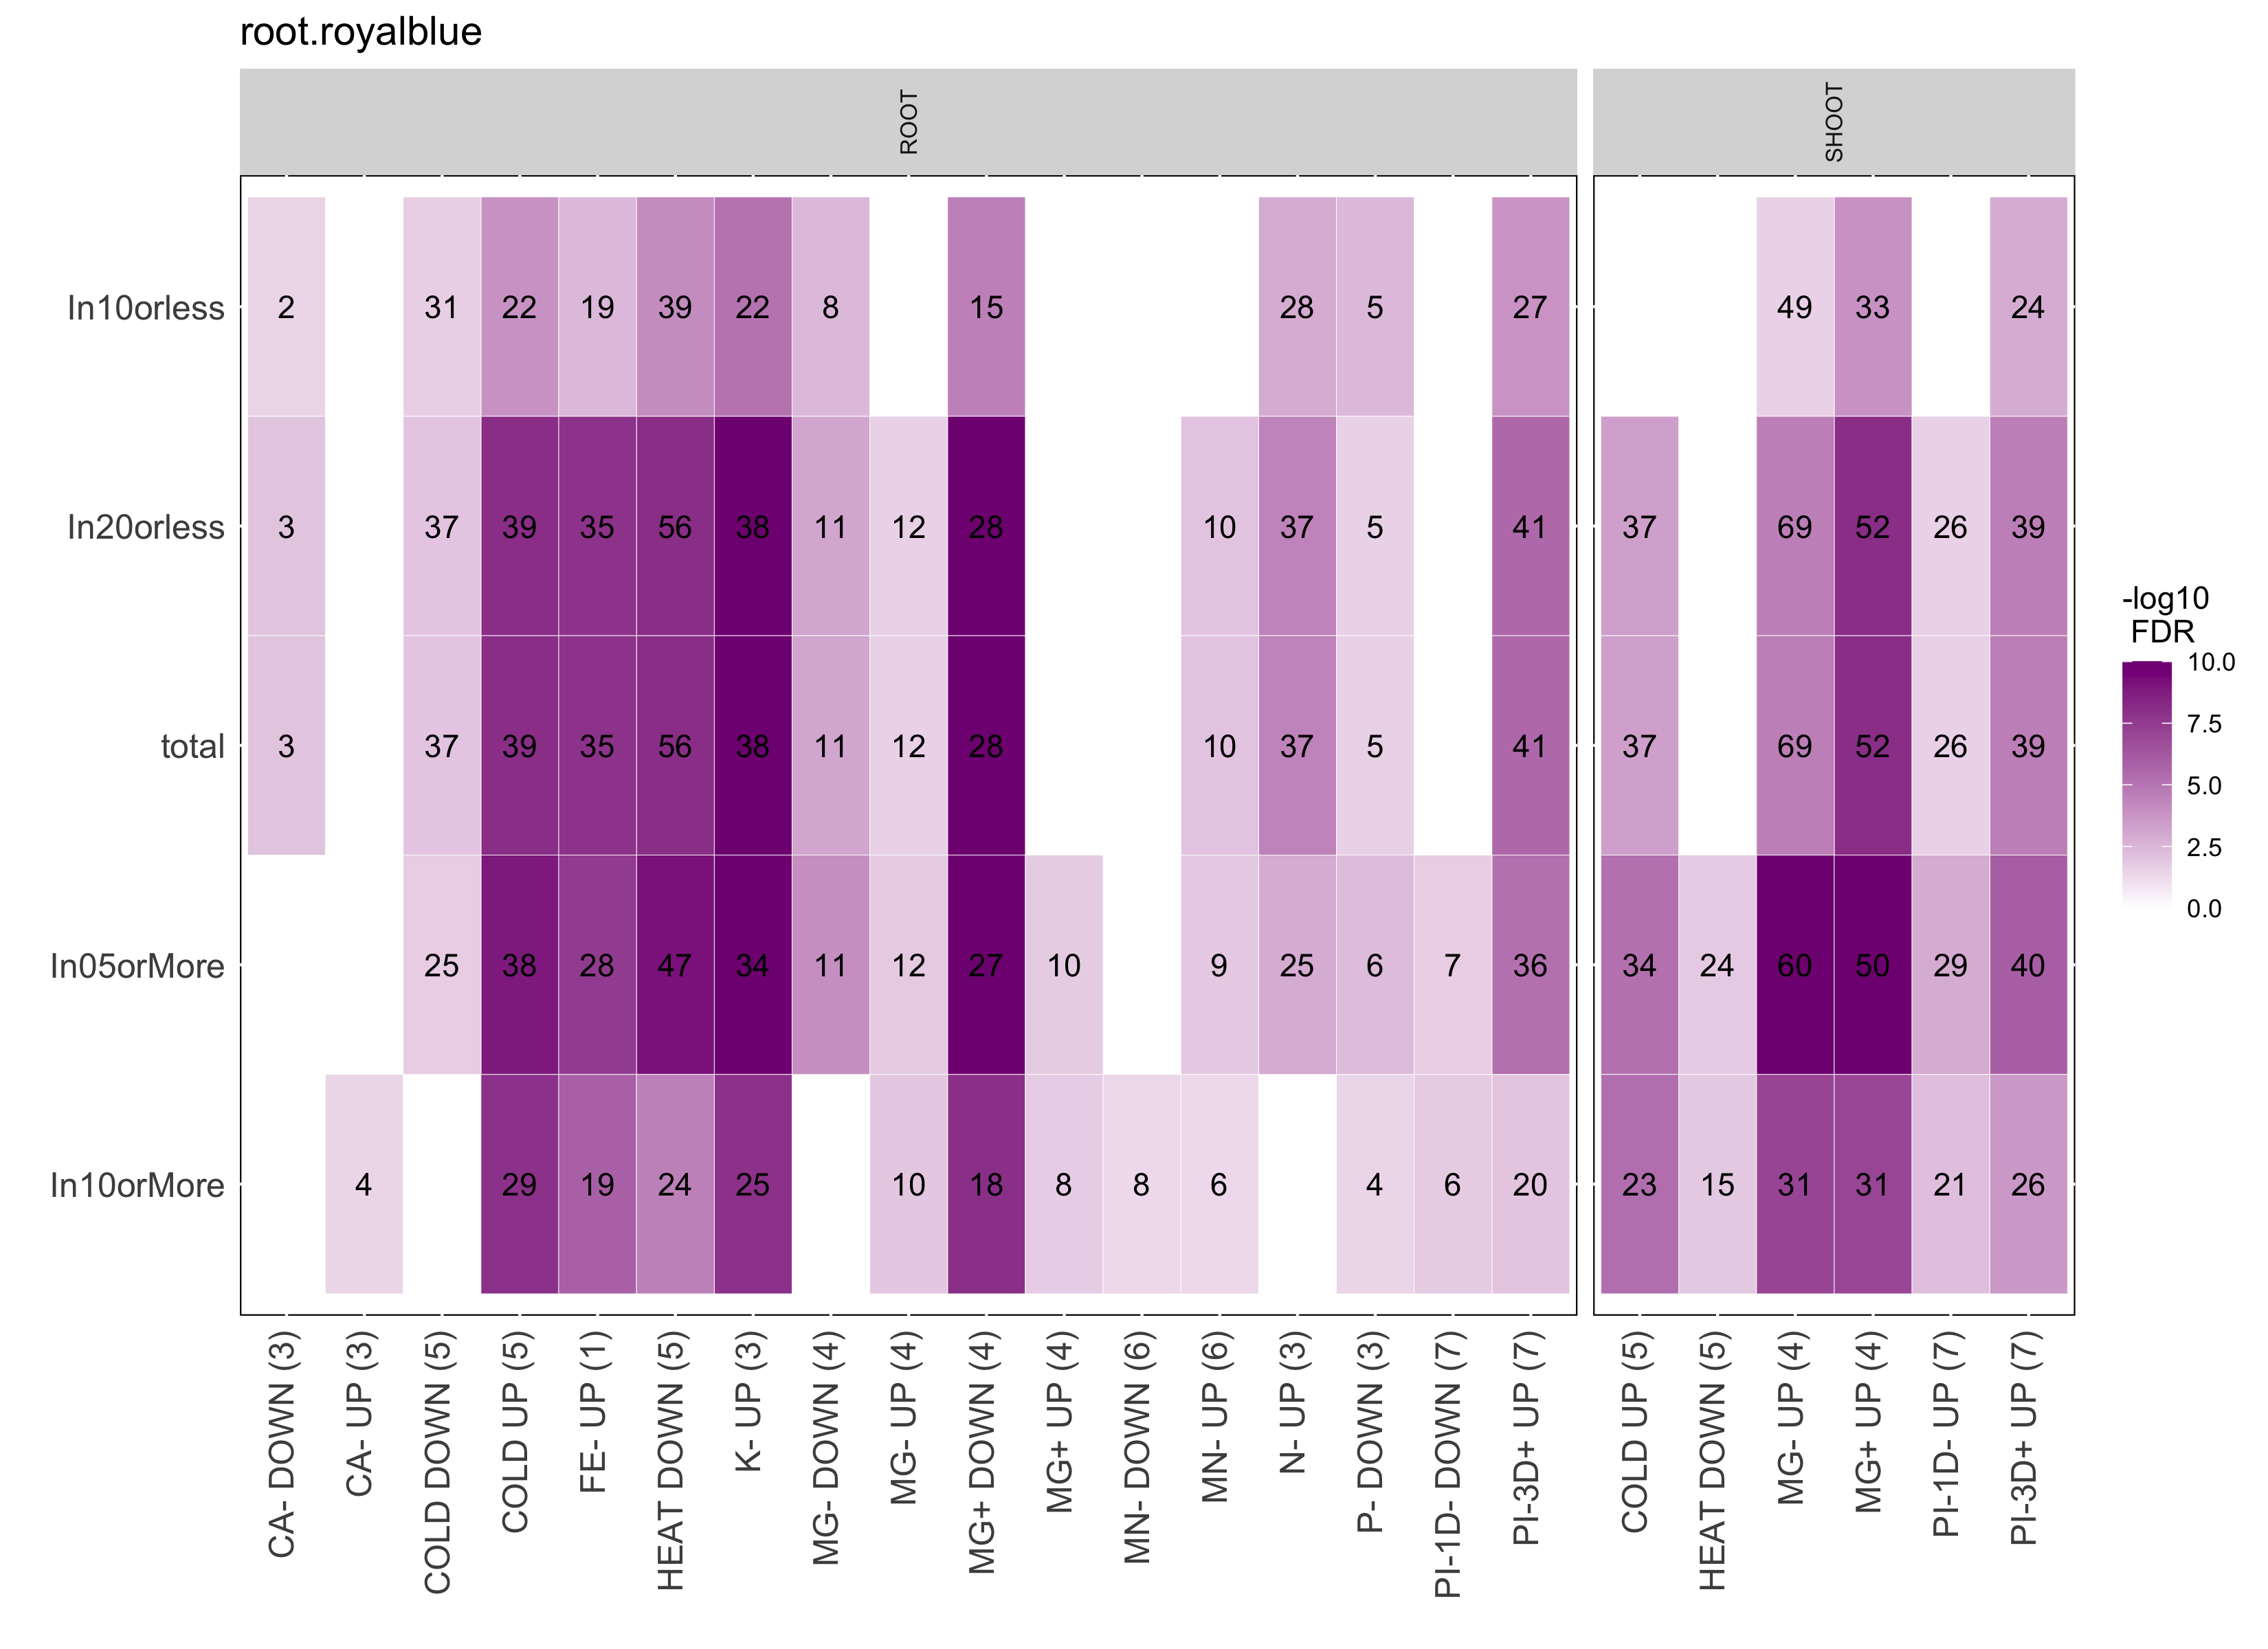 root.royalblue
ROOT
SHOOT
In10orless
2 31 22 19 39 22 8 15 28 5 27 49 33 24
In20orless
3 37 39 35 56 38 11 12 28 10 37 5 41 37 69 52 26 39
total
3 37 39 35 56 38 11 12 28 10 37 5 41 37 69 52 26 39
In05orMore
25 38 28 47 34 11 12 27 10 9 25 6 7 36 34 24 60 50 29 40
In10orMore
4 29 19 24 25 10 18 8 8 6 4 6 20 23 15 31 31 21 26
CA- DOWN (3)
CA- UP (3)
COLD DOWN (5)
COLD UP (5)
FE- UP (1)
HEAT DOWN (5)
K- UP (3)
MG- DOWN (4)
MG- UP (4)
MG+ DOWN (4)
MG+ UP (4)
MN- DOWN (6)
MN- UP (6)
N- UP (3)
P- DOWN (3)
PI-1D- DOWN (7)
PI-3D+ UP (7)
COLD UP (5)
HEAT DOWN (5)
MG- UP (4)
MG+ UP (4)
PI-1D- UP (7)
PI-3D+ UP (7)
-log10
FDR
10.0
7.5
5.0
2.5
0.0